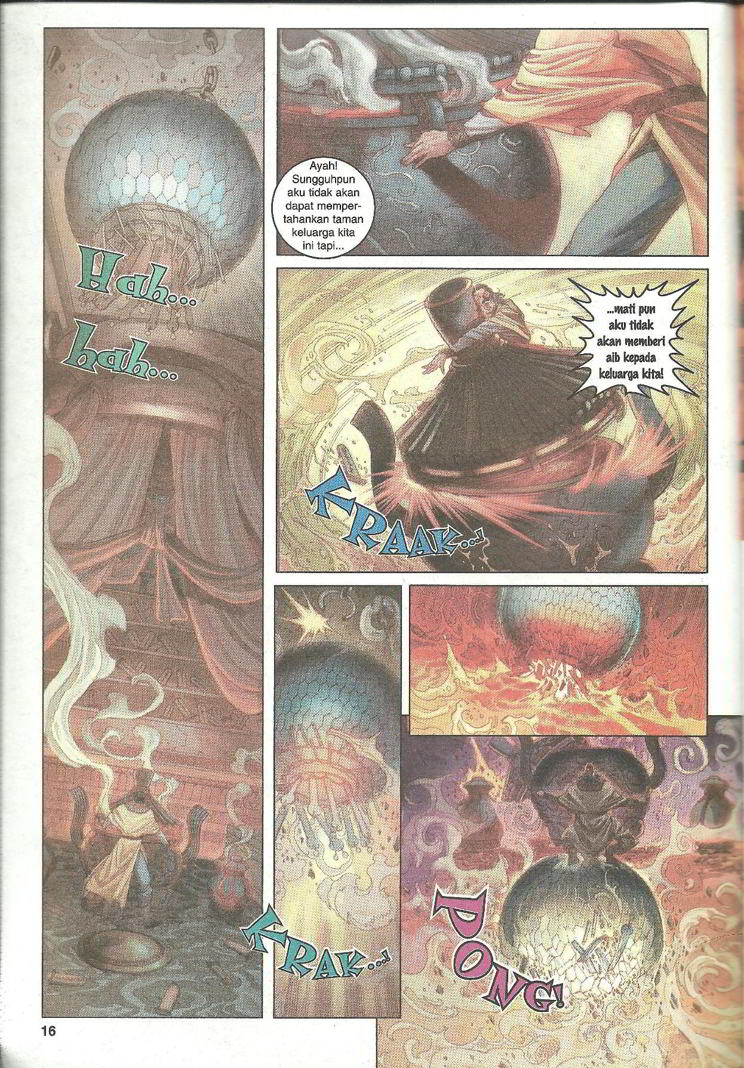 Hah...
hah...
Ayah!
Sungguhpun
aku tidak akan
dapat memper-
tahankan taman
keluarga kita
ini tapi...
...mati pun
aku tidak
akan memberi
aib kepada
keluarga kita!
KRAAK...!
KRAK...!
PONG!
16